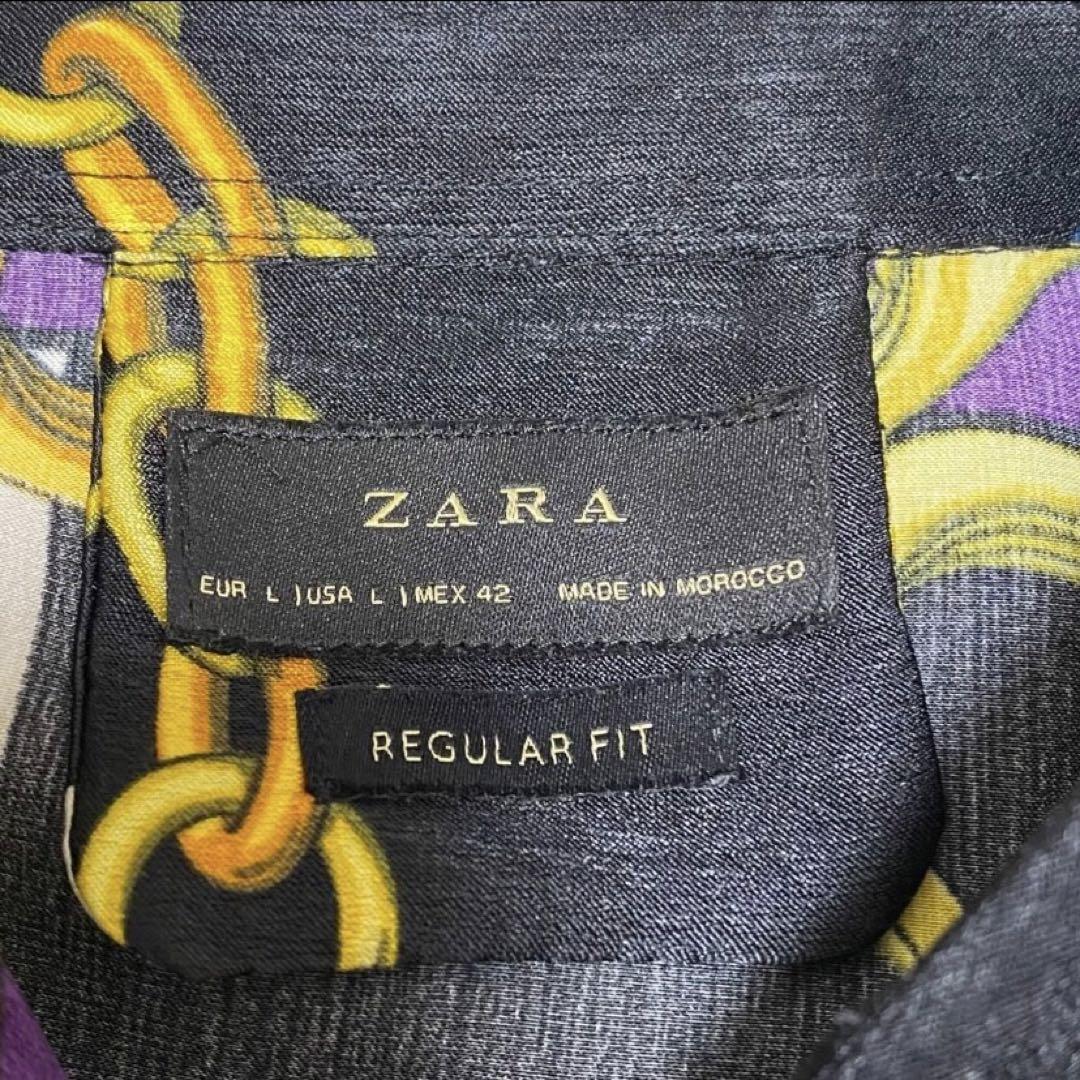 ZARA
EUR L | USA L | MEX 42 MADE IN MOROCCO
REGULAR FIT